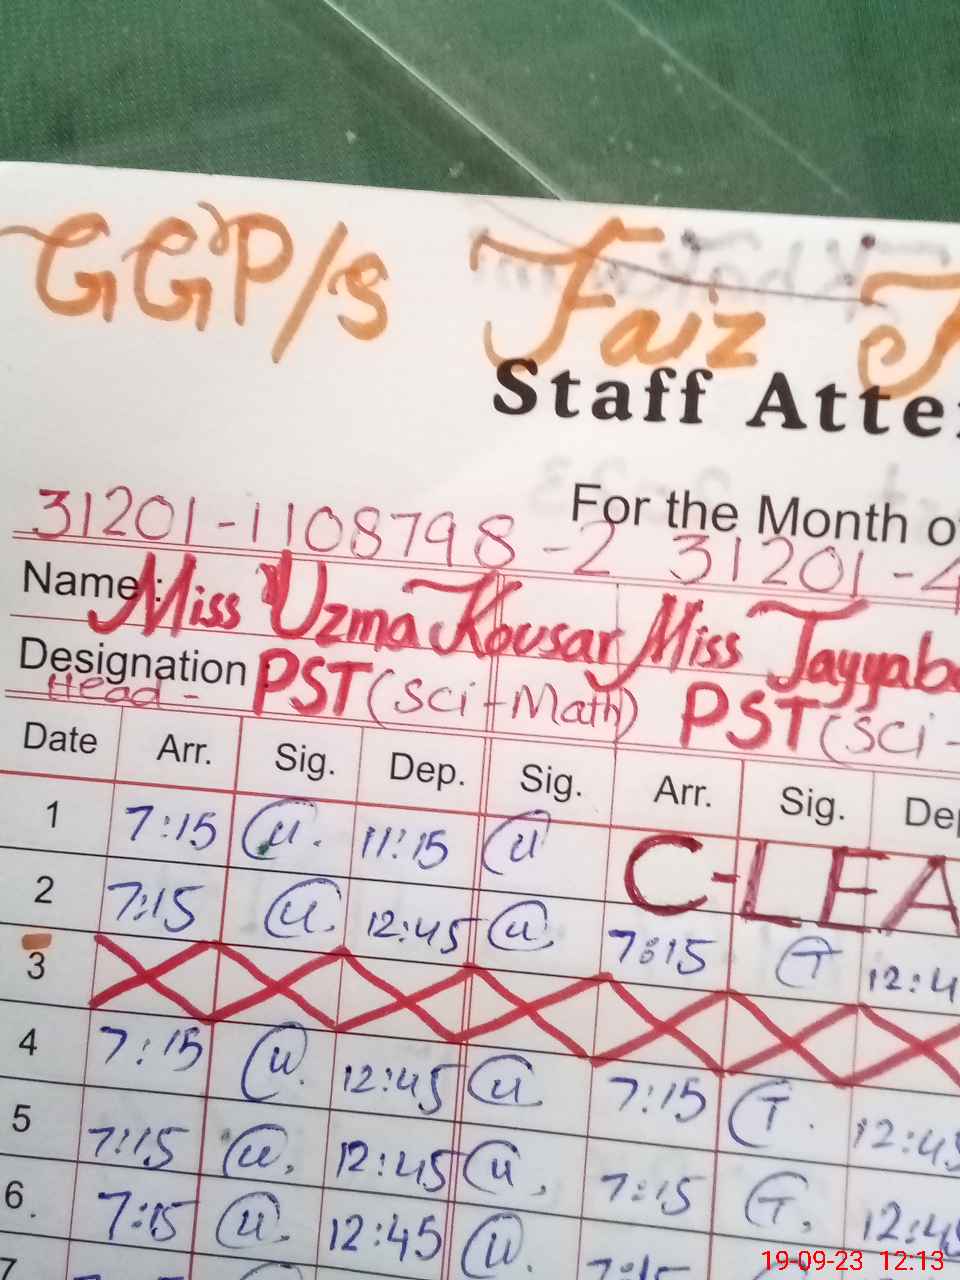 GGP/S Faiz
Staff Atte
For the Month o
31201-1108798-2 31201-4
Name: Miss Uzma Kousar Miss Tayyab
Designation PST (Sci+Math) PST (Sci-
Head -
Date Arr. Sig. Dep. Sig. Arr. Sig. De
1 7:15 U. 11:15 U C-LEA
2 7:15 U. 12:45 U. 7:15 T 12:4
3
4 7:15 U. 12:45 U. 7:15 T. 12:45
5 7:15 U. 12:45 U. 7:15 T. 12:45
6. 7:15 U. 12:45 U. 7:15
7
19-09-23 12:13